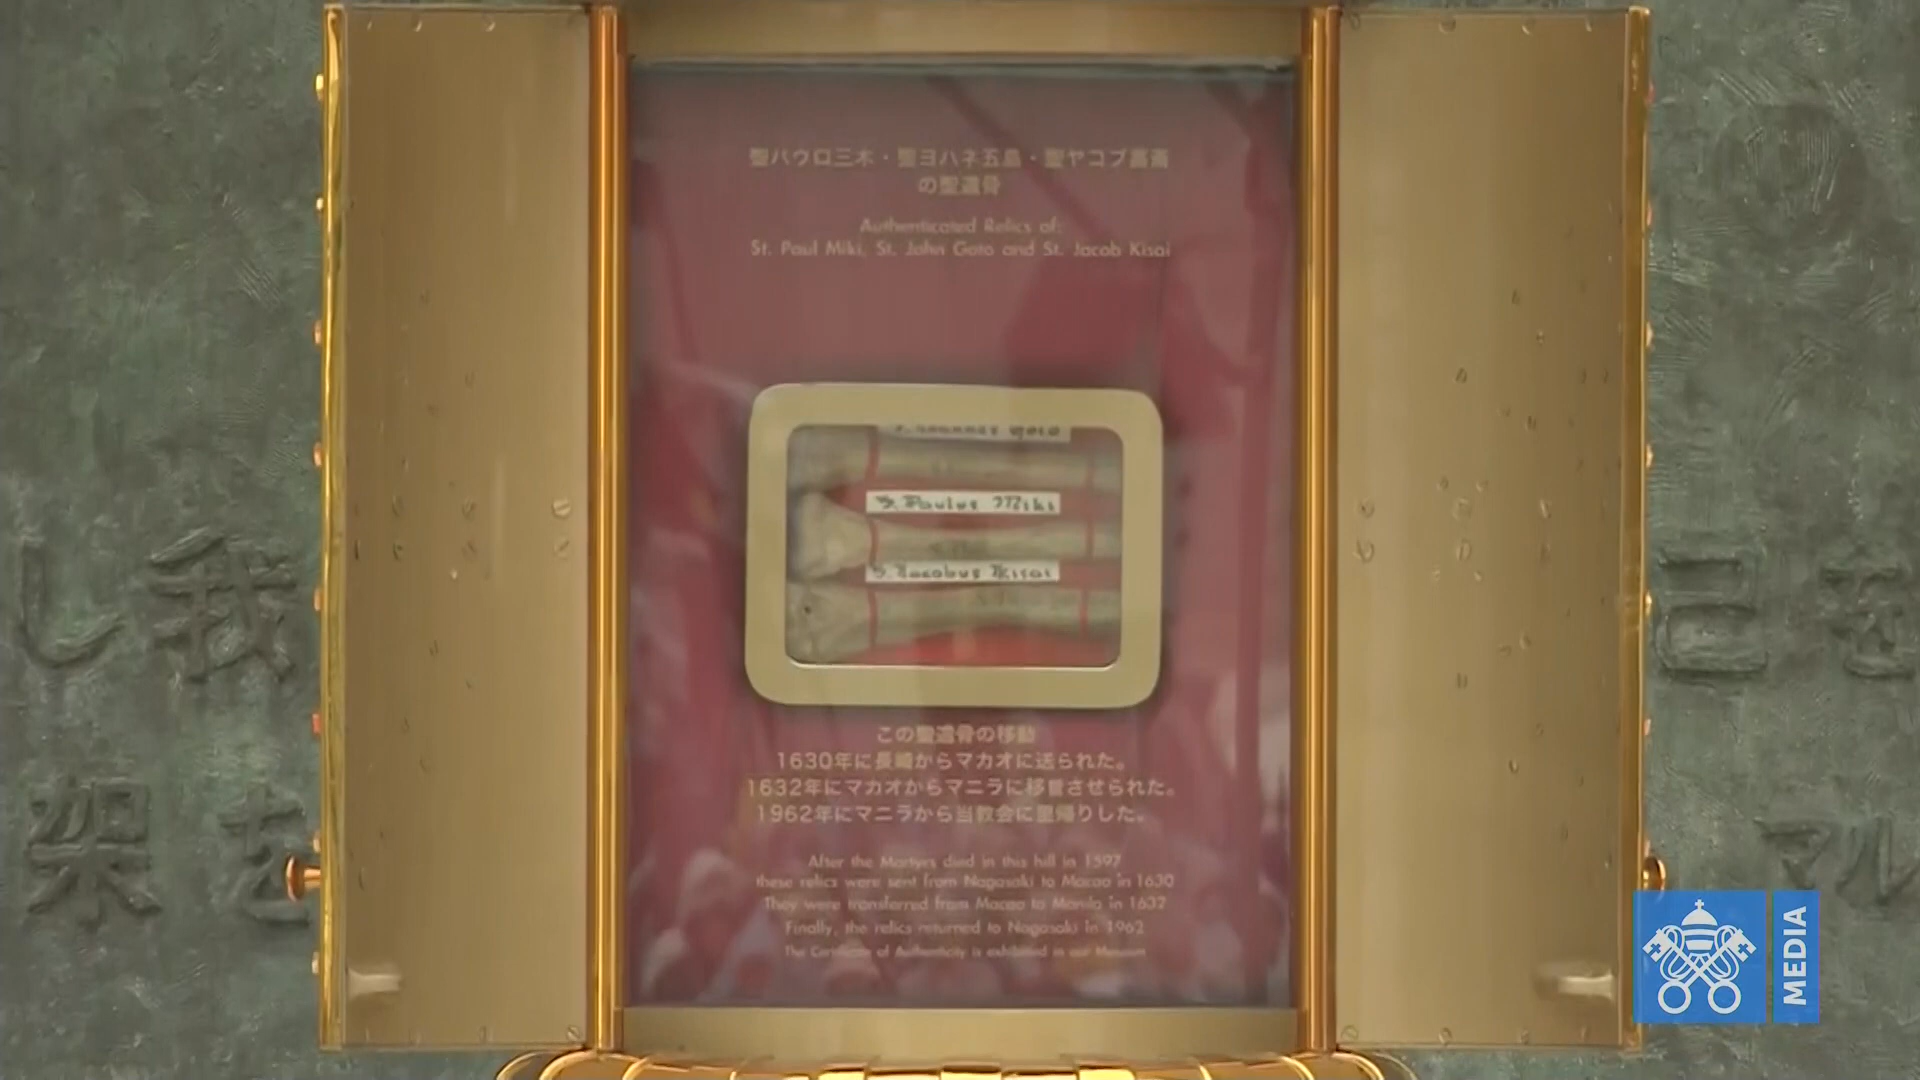 聖パウロ三木・聖ヨハネ五島・聖ヤコブ喜斎
の聖遺骨
Authenticated Relics of:
St. Paul Miki, St. John Goto and St. Jacob Kisai
S. Paulus Miki
S. Jacobus Kisai
この聖遺骨の移動
1630年に長崎からマカオに送られた。
1632年にマカオからマニラに移管させられた。
1962年にマニラから当教会に里帰りした。
After the Martyrs died in this hill in 1597
these relics were sent from Nagasaki to Macao in 1630
They were transferred from Macao to Manila in 1632
Finally, the relics returned to Nagasaki in 1962
The Certificate of Authenticity is exhibited in our Museum
し我
己を
架を
マル
MEDIA